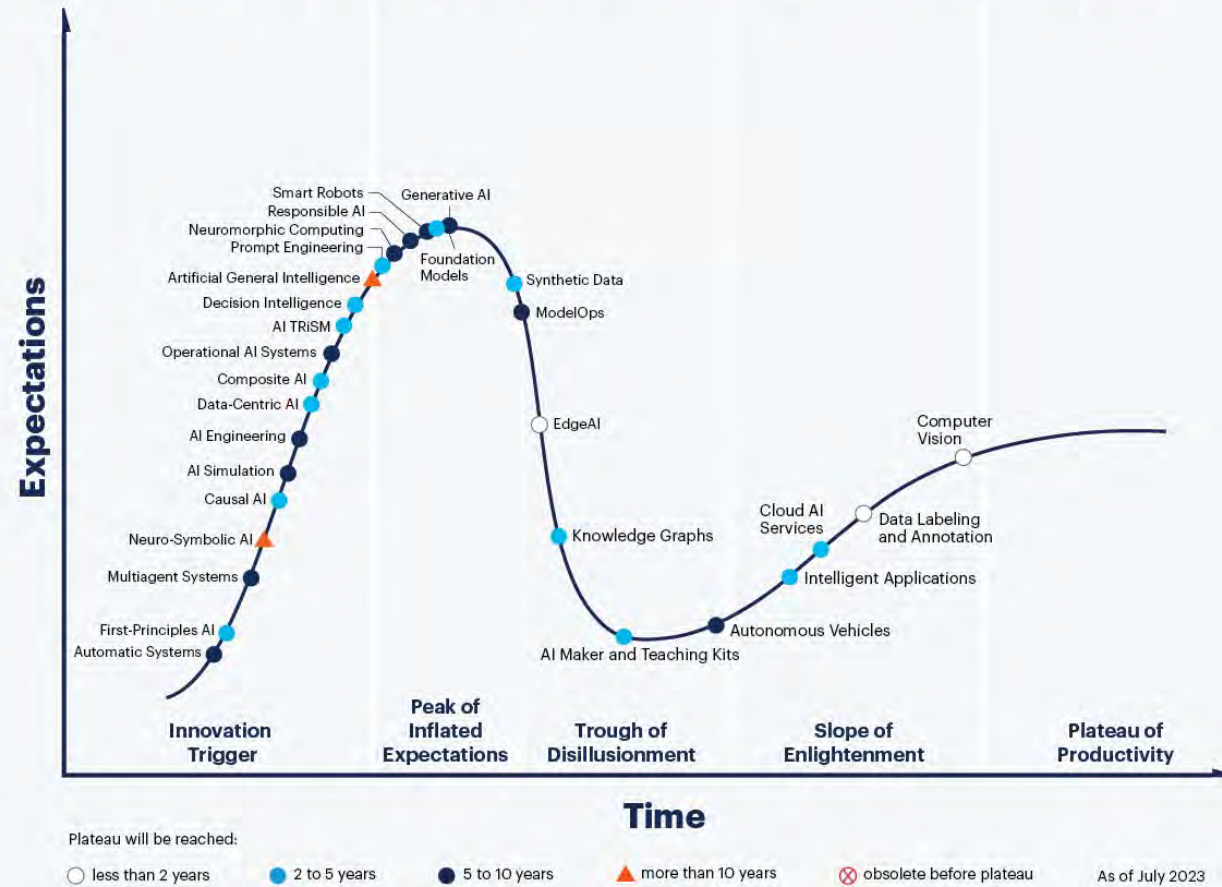 Expectations
Smart Robots
Generative AI
Responsible AI
Neuromorphic Computing
Prompt Engineering
Foundation
Models
Artificial General Intelligence
Synthetic Data
Decision Intelligence
ModelOps
AI TRiSM
Operational AI Systems
Composite AI
Data-Centric AI
EdgeAI
Computer
Vision
AI Engineering
AI Simulation
Causal AI
Cloud AI
Services
Data Labeling
and Annotation
Neuro-Symbolic AI
Knowledge Graphs
Multiagent Systems
Intelligent Applications
First-Principles AI
Autonomous Vehicles
Automatic Systems
AI Maker and Teaching Kits
Innovation
Trigger
Peak of
Inflated
Expectations
Trough of
Disillusionment
Slope of
Enlightenment
Plateau of
Productivity
Time
Plateau will be reached:
less than 2 years
2 to 5 years
5 to 10 years
more than 10 years
obsolete before plateau
As of July 2023